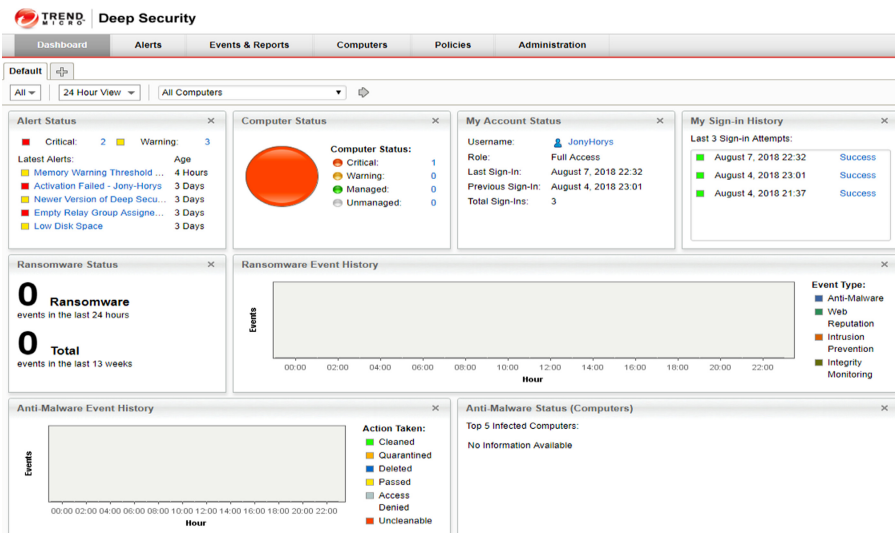 TREND MICRO Deep Security
Dashboard Alerts Events & Reports Computers Policies Administration
Default
All 24 Hour View All Computers
Alert Status
Critical: 2 Warning: 3
Latest Alerts: Age
Memory Warning Threshold ... 4 Hours
Activation Failed - Jony-Horys 3 Days
Newer Version of Deep Secu... 3 Days
Empty Relay Group Assigne... 3 Days
Low Disk Space 3 Days
Computer Status
Computer Status:
Critical: 1
Warning: 0
Managed: 0
Unmanaged: 0
My Account Status
Username: JonyHorys
Role: Full Access
Last Sign-In: August 7, 2018 22:32
Previous Sign-In: August 4, 2018 23:01
Total Sign-Ins: 3
My Sign-in History
Last 3 Sign-in Attempts:
August 7, 2018 22:32 Success
August 4, 2018 23:01 Success
August 4, 2018 21:37 Success
Ransomware Status
0 Ransomware
events in the last 24 hours
0 Total
events in the last 13 weeks
Ransomware Event History
Events
00:00 02:00 04:00 06:00 08:00 10:00 12:00 14:00 16:00 18:00 20:00 22:00
Hour
Event Type:
Anti-Malware
Web
Reputation
Intrusion
Prevention
Integrity
Monitoring
Anti-Malware Event History
Events
00:00 02:00 04:00 06:00 08:00 10:00 12:00 14:00 16:00 18:00 20:00 22:00
Hour
Action Taken:
Cleaned
Quarantined
Deleted
Passed
Access
Denied
Uncleanable
Anti-Malware Status (Computers)
Top 5 Infected Computers:
No Information Available